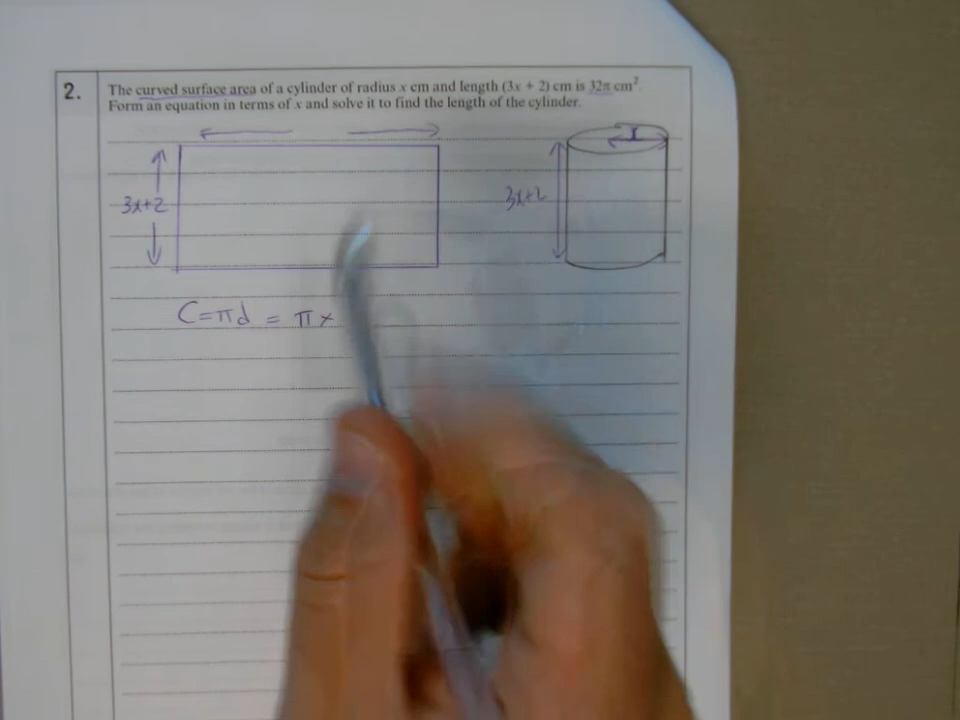 2.
The curved surface area of a cylinder of radius x cm and length (3x + 2) cm is 32π cm².
Form an equation in terms of x and solve it to find the length of the cylinder.
x
3x+2
3x+2
C=πd = πx